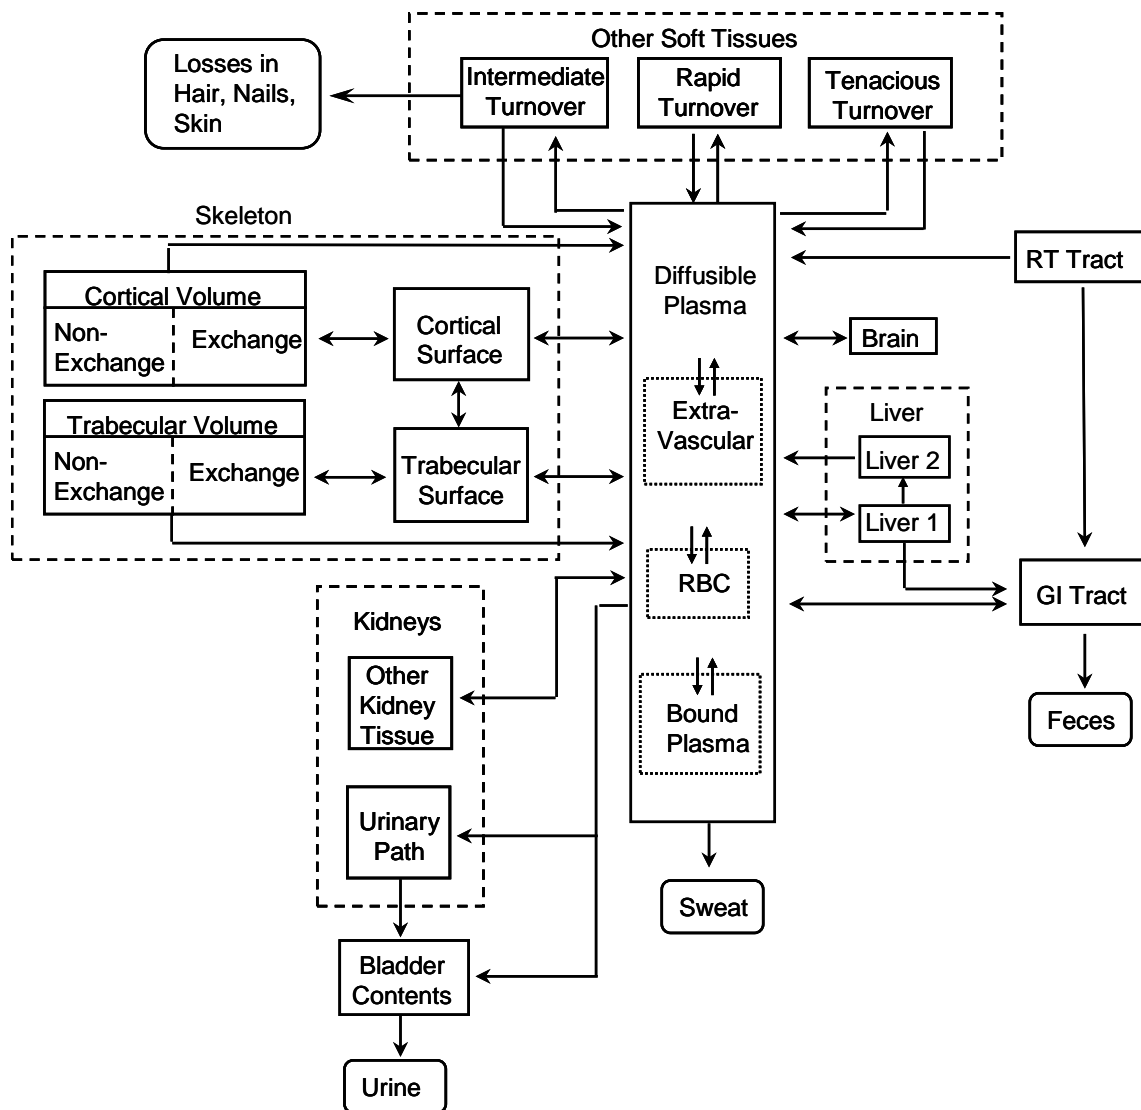 Other Soft Tissues
Losses in
Hair, Nails,
Skin
Intermediate
Turnover
Rapid
Turnover
Tenacious
Turnover
Skeleton
Cortical Volume
Non-
Exchange
Exchange
Cortical
Surface
Trabecular Volume
Non-
Exchange
Exchange
Trabecular
Surface
Diffusible
Plasma
Extra-
Vascular
RBC
Bound
Plasma
RT Tract
Brain
Liver
Liver 2
Liver 1
GI Tract
Feces
Kidneys
Other
Kidney
Tissue
Urinary
Path
Sweat
Bladder
Contents
Urine